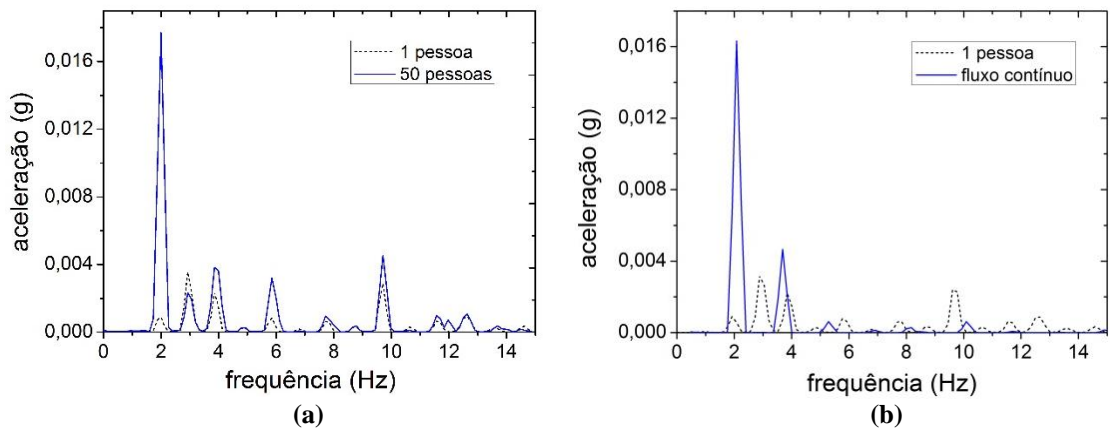 0,016
0,012
0,008
0,004
0,000
aceleração (g)
1 pessoa
50 pessoas
0 2 4 6 8 10 12 14
frequência (Hz)
(a)
0,016
0,012
0,008
0,004
0,000
aceleração (g)
1 pessoa
fluxo contínuo
0 2 4 6 8 10 12 14
frequência (Hz)
(b)